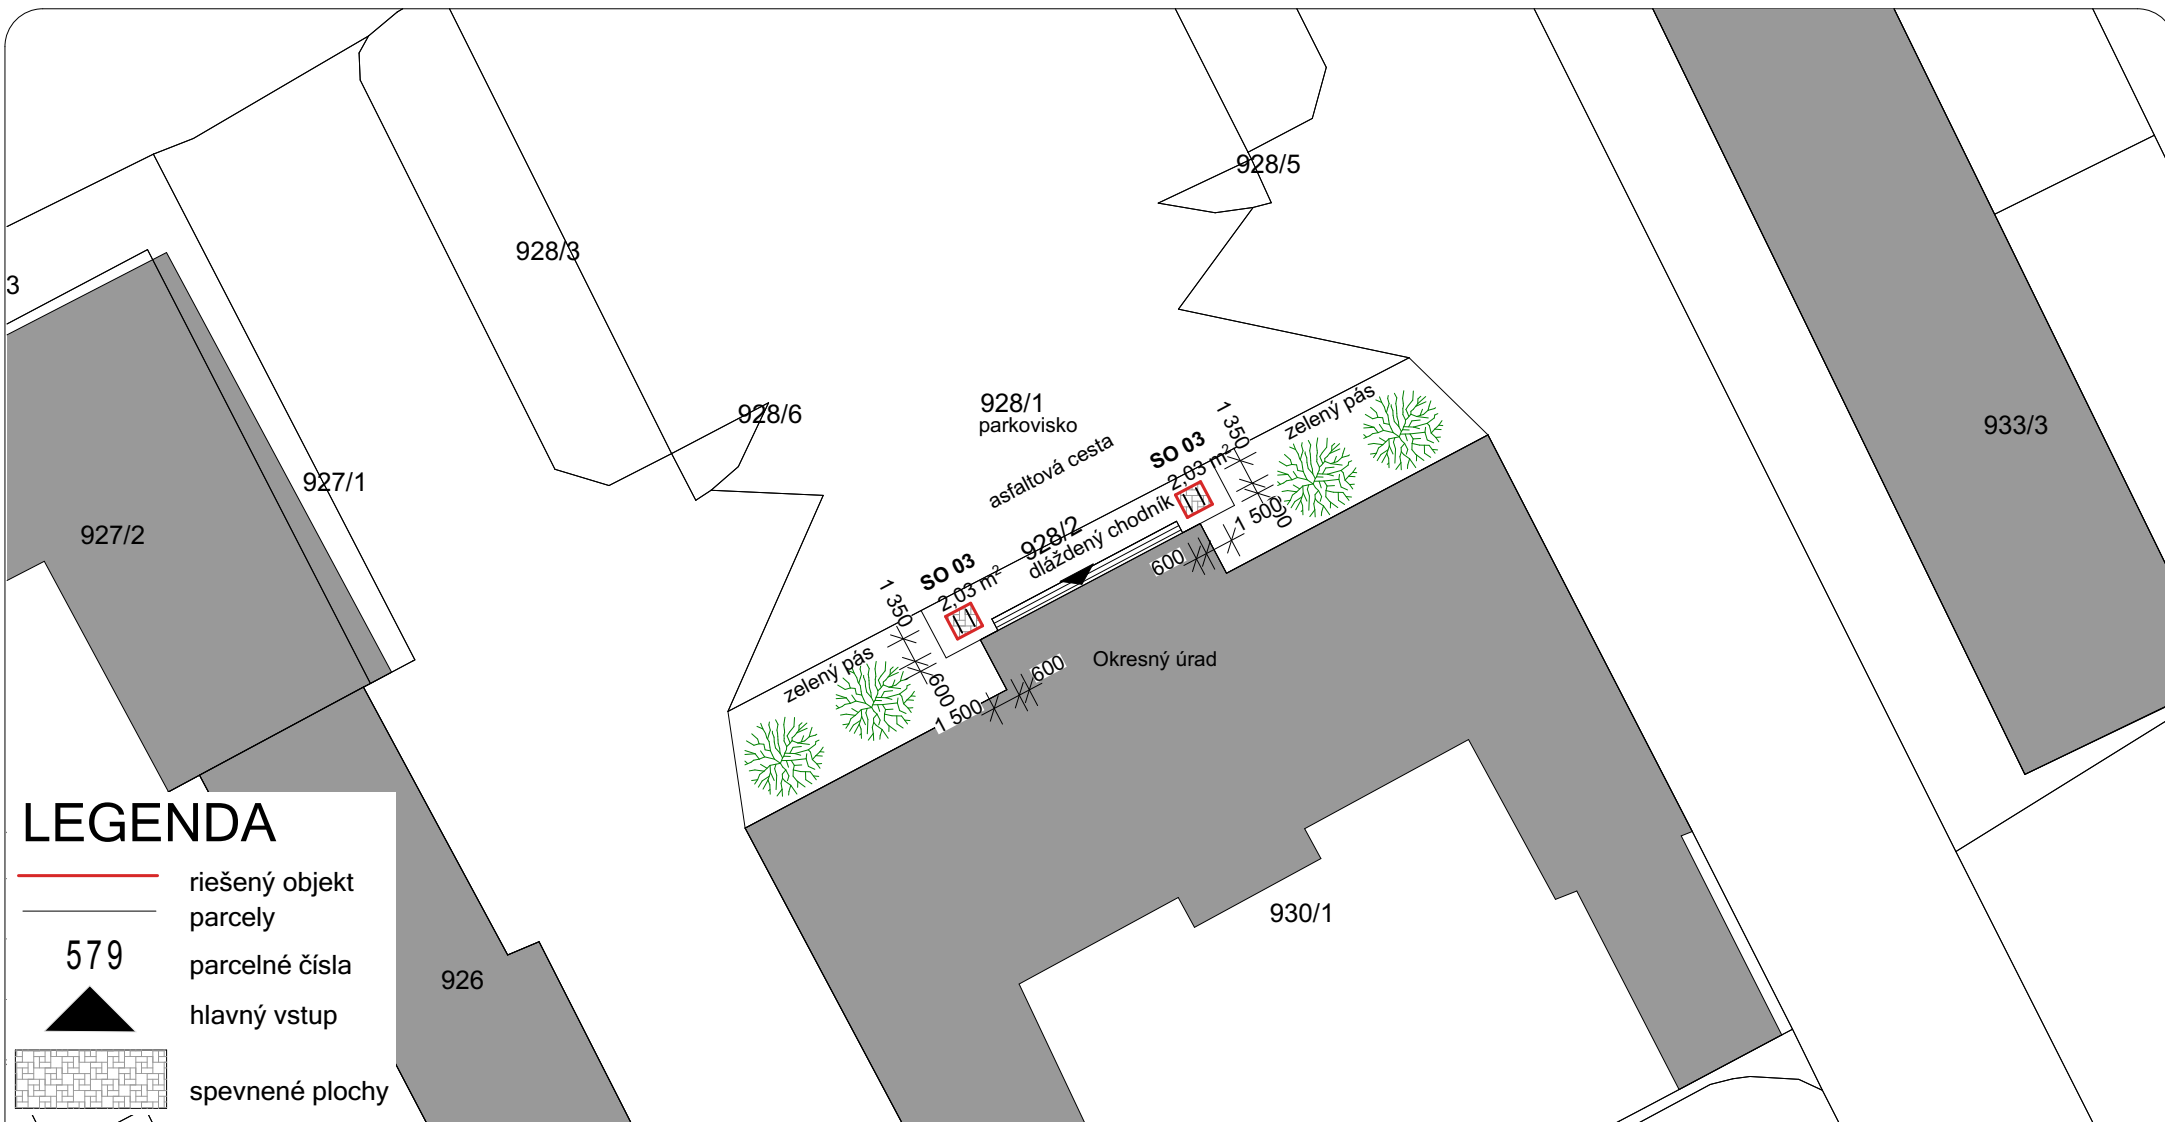 928/5
928/3
3
928/6
928/1
parkovisko
asfaltová cesta
SO 03
2,03 m²
1 350
zelený pás
933/3
927/1
927/2
928/2
dláždený chodník
1 500
600
SO 03
2,03 m²
1 350
zelený pás
600
1 500
600
Okresný úrad
930/1
926
LEGENDA
riešený objekt
parcely
579
parcelné čísla
hlavný vstup
spevnené plochy